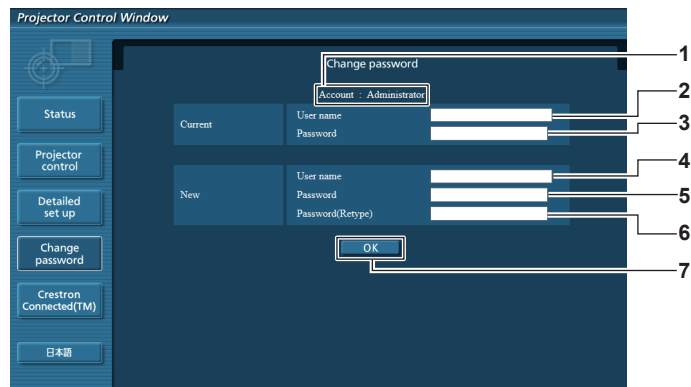 Projector Control Window
Change password
1
Account : Administrator
2
Status
Current
User name
Password
3
Projector
control
4
User name
New
Password
5
Detailed
set up
Password(Retype)
6
Change
password
OK
7
Crestron
Connected(TM)
日本語